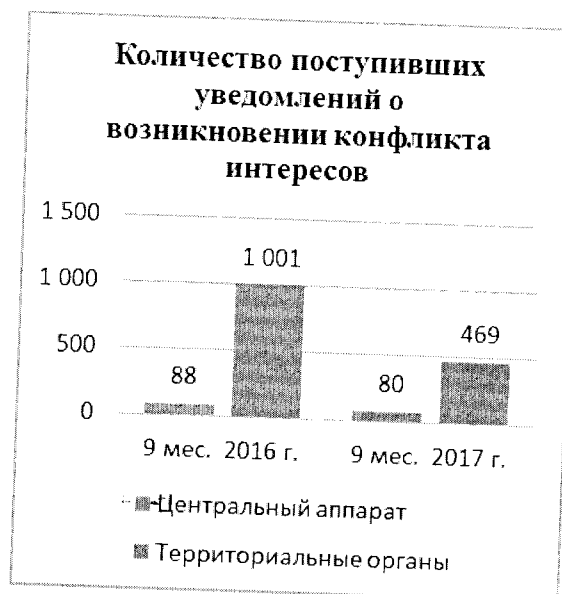 Количество поступивших
уведомлений о
возникновении конфликта
интересов
1 500
1 000
500
0
1 001
469
88
80
9 мес. 2016 г.
9 мес. 2017 г.
Центральный аппарат
Территориальные органы